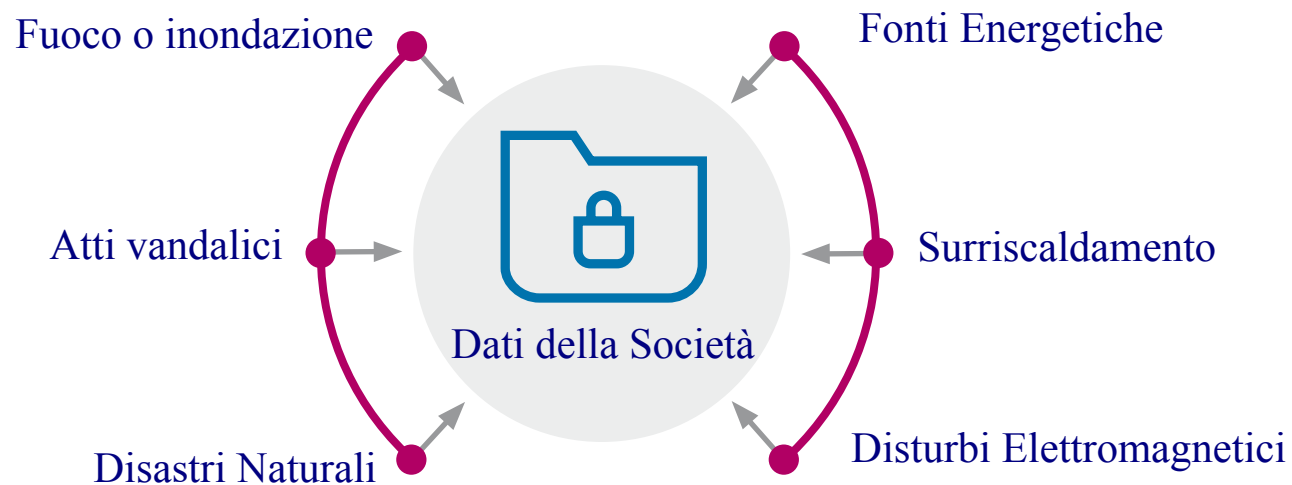 Fuoco o inondazione
Fonti Energetiche
Atti vandalici
Surriscaldamento
Dati della Società
Disastri Naturali
Disturbi Elettromagnetici